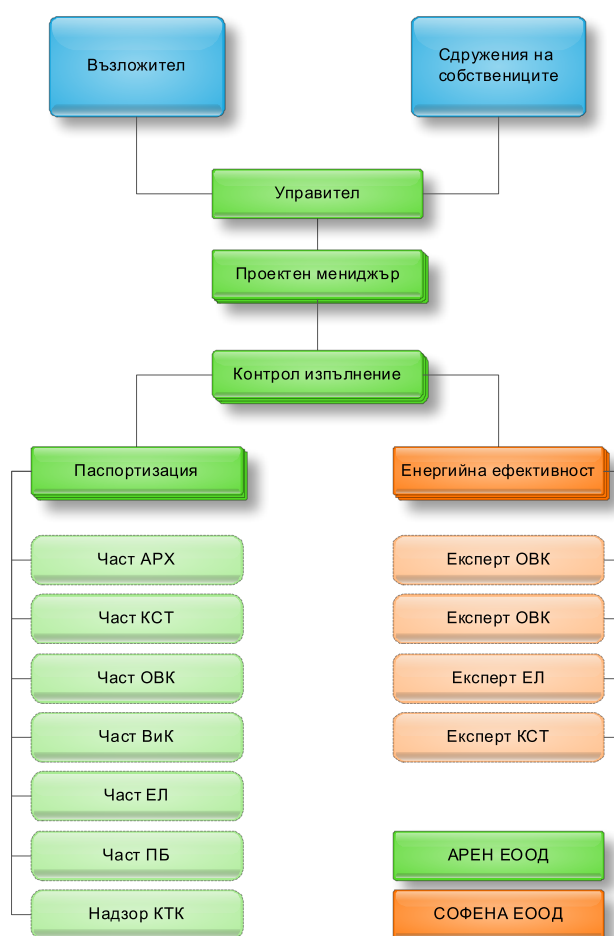 Възложител
Сдружения на
собствениците
Управител
Проектен мениджър
Контрол изпълнение
Паспортизация
Част АРХ
Част КСТ
Част ОВК
Част ВиК
Част ЕЛ
Част ПБ
Надзор КТК
Енергийна ефективност
Експерт ОВК
Експерт ОВК
Експерт ЕЛ
Експерт КСТ
АРЕН ЕООД
СОФЕНА ЕООД